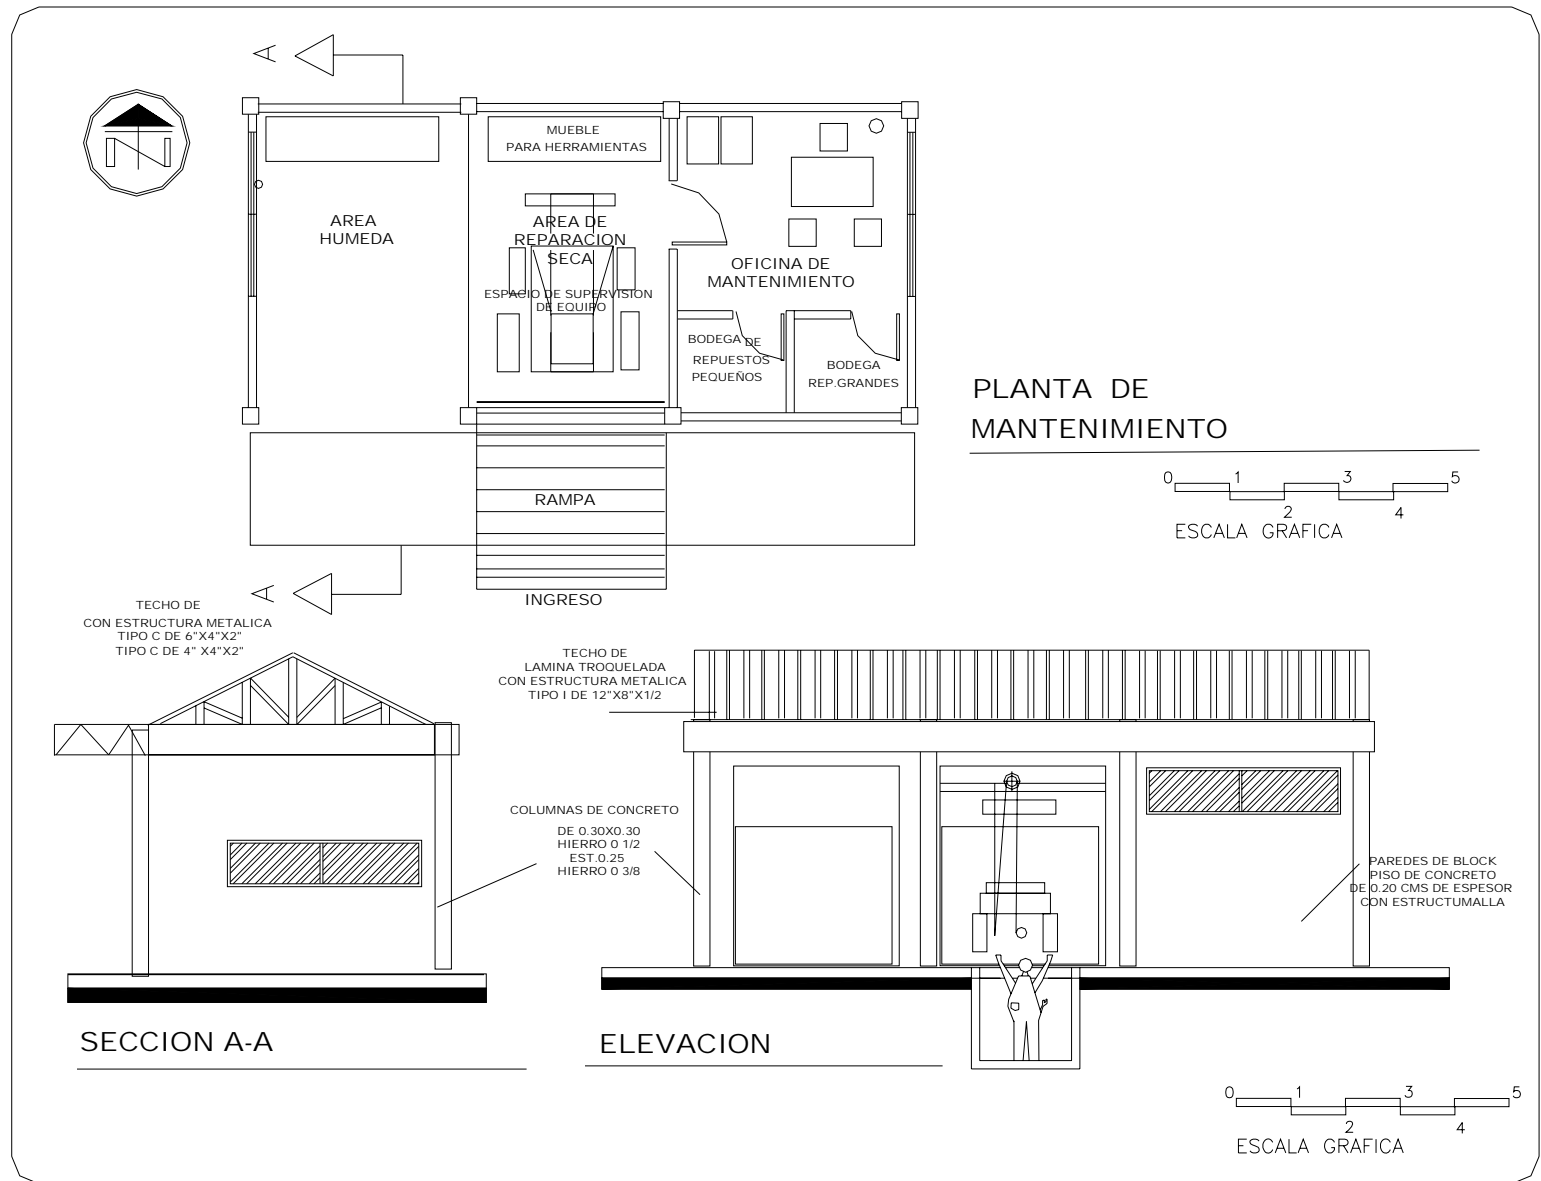 A
N
MUEBLE
PARA HERRAMIENTAS
AREA
HUMEDA
AREA DE
REPARACION
SECA
ESPACIO DE SUPERVISION
DE EQUIPO
OFICINA DE
MANTENIMIENTO
BODEGA DE
REPUESTOS
PEQUEÑOS
BODEGA
REP.GRANDES
PLANTA DE
MANTENIMIENTO
0 1 3 5
2 4
ESCALA GRAFICA
RAMPA
A
INGRESO
TECHO DE
CON ESTRUCTURA METALICA
TIPO C DE 6"X4"X2"
TIPO C DE 4" X4"X2"
TECHO DE
LAMINA TROQUELADA
CON ESTRUCTURA METALICA
TIPO I DE 12"X8"X1/2
COLUMNAS DE CONCRETO
DE 0.30X0.30
HIERRO 0 1/2
EST.0.25
HIERRO 0 3/8
PAREDES DE BLOCK
PISO DE CONCRETO
DE 0.20 CMS DE ESPESOR
CON ESTRUCTUMALLA
SECCION A-A
ELEVACION
0 1 3 5
2 4
ESCALA GRAFICA